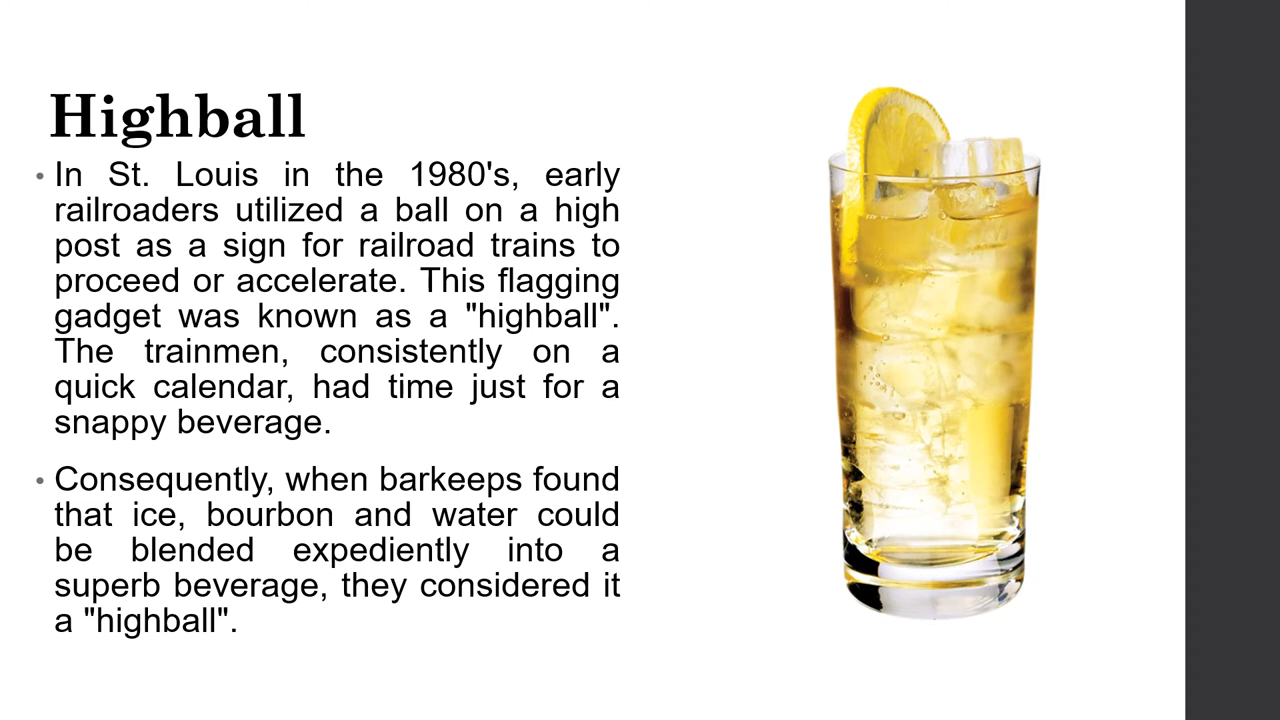 Highball
• In St. Louis in the 1980's, early
railroaders utilized a ball on a high
post as a sign for railroad trains to
proceed or accelerate. This flagging
gadget was known as a "highball".
The trainmen, consistently on a
quick calendar, had time just for a
snappy beverage.
• Consequently, when barkeeps found
that ice, bourbon and water could
be blended expediently into a
superb beverage, they considered it
a "highball".